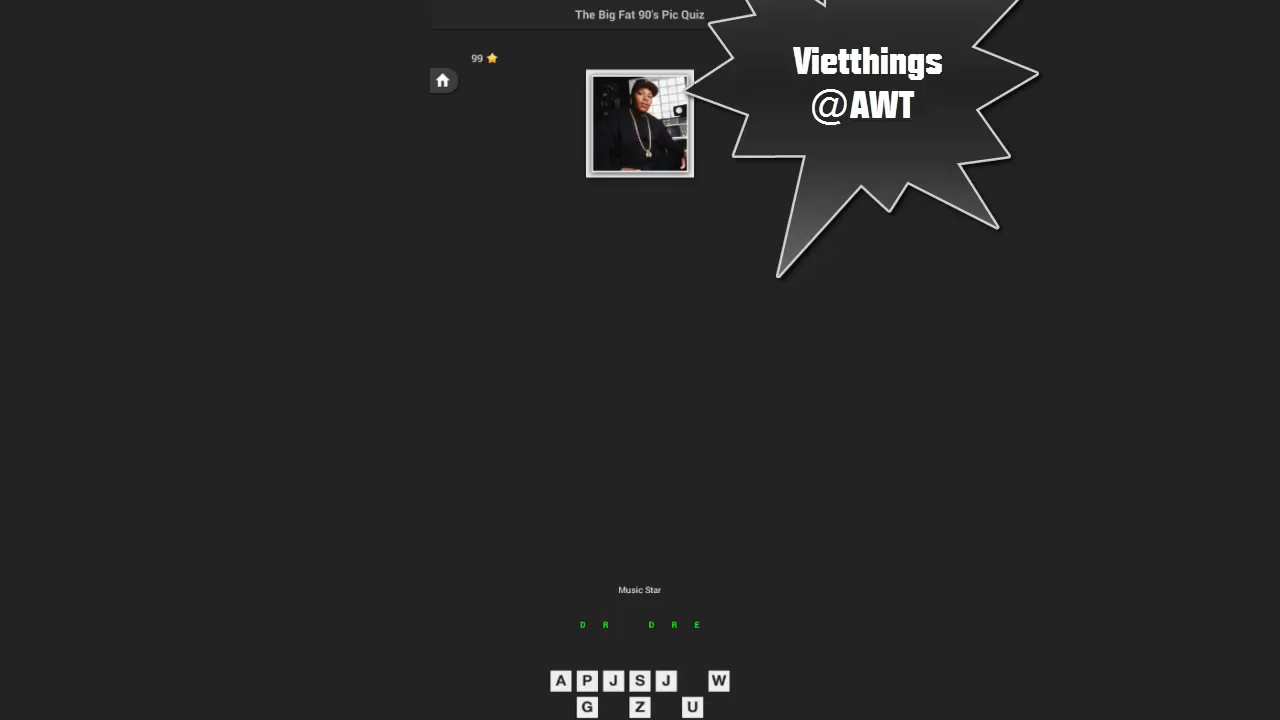 The Big Fat 90's Pic Quiz
99
Vietthings
@AWT
Music Star
D R D R E
A P J S J W
G Z U